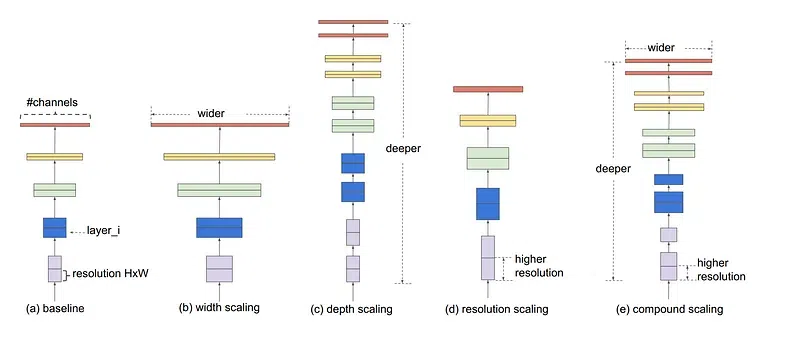 #channels
layer_i
resolution HxW
(a) baseline
wider
(b) width scaling
deeper
(c) depth scaling
higher
resolution
(d) resolution scaling
wider
deeper
higher
resolution
(e) compound scaling